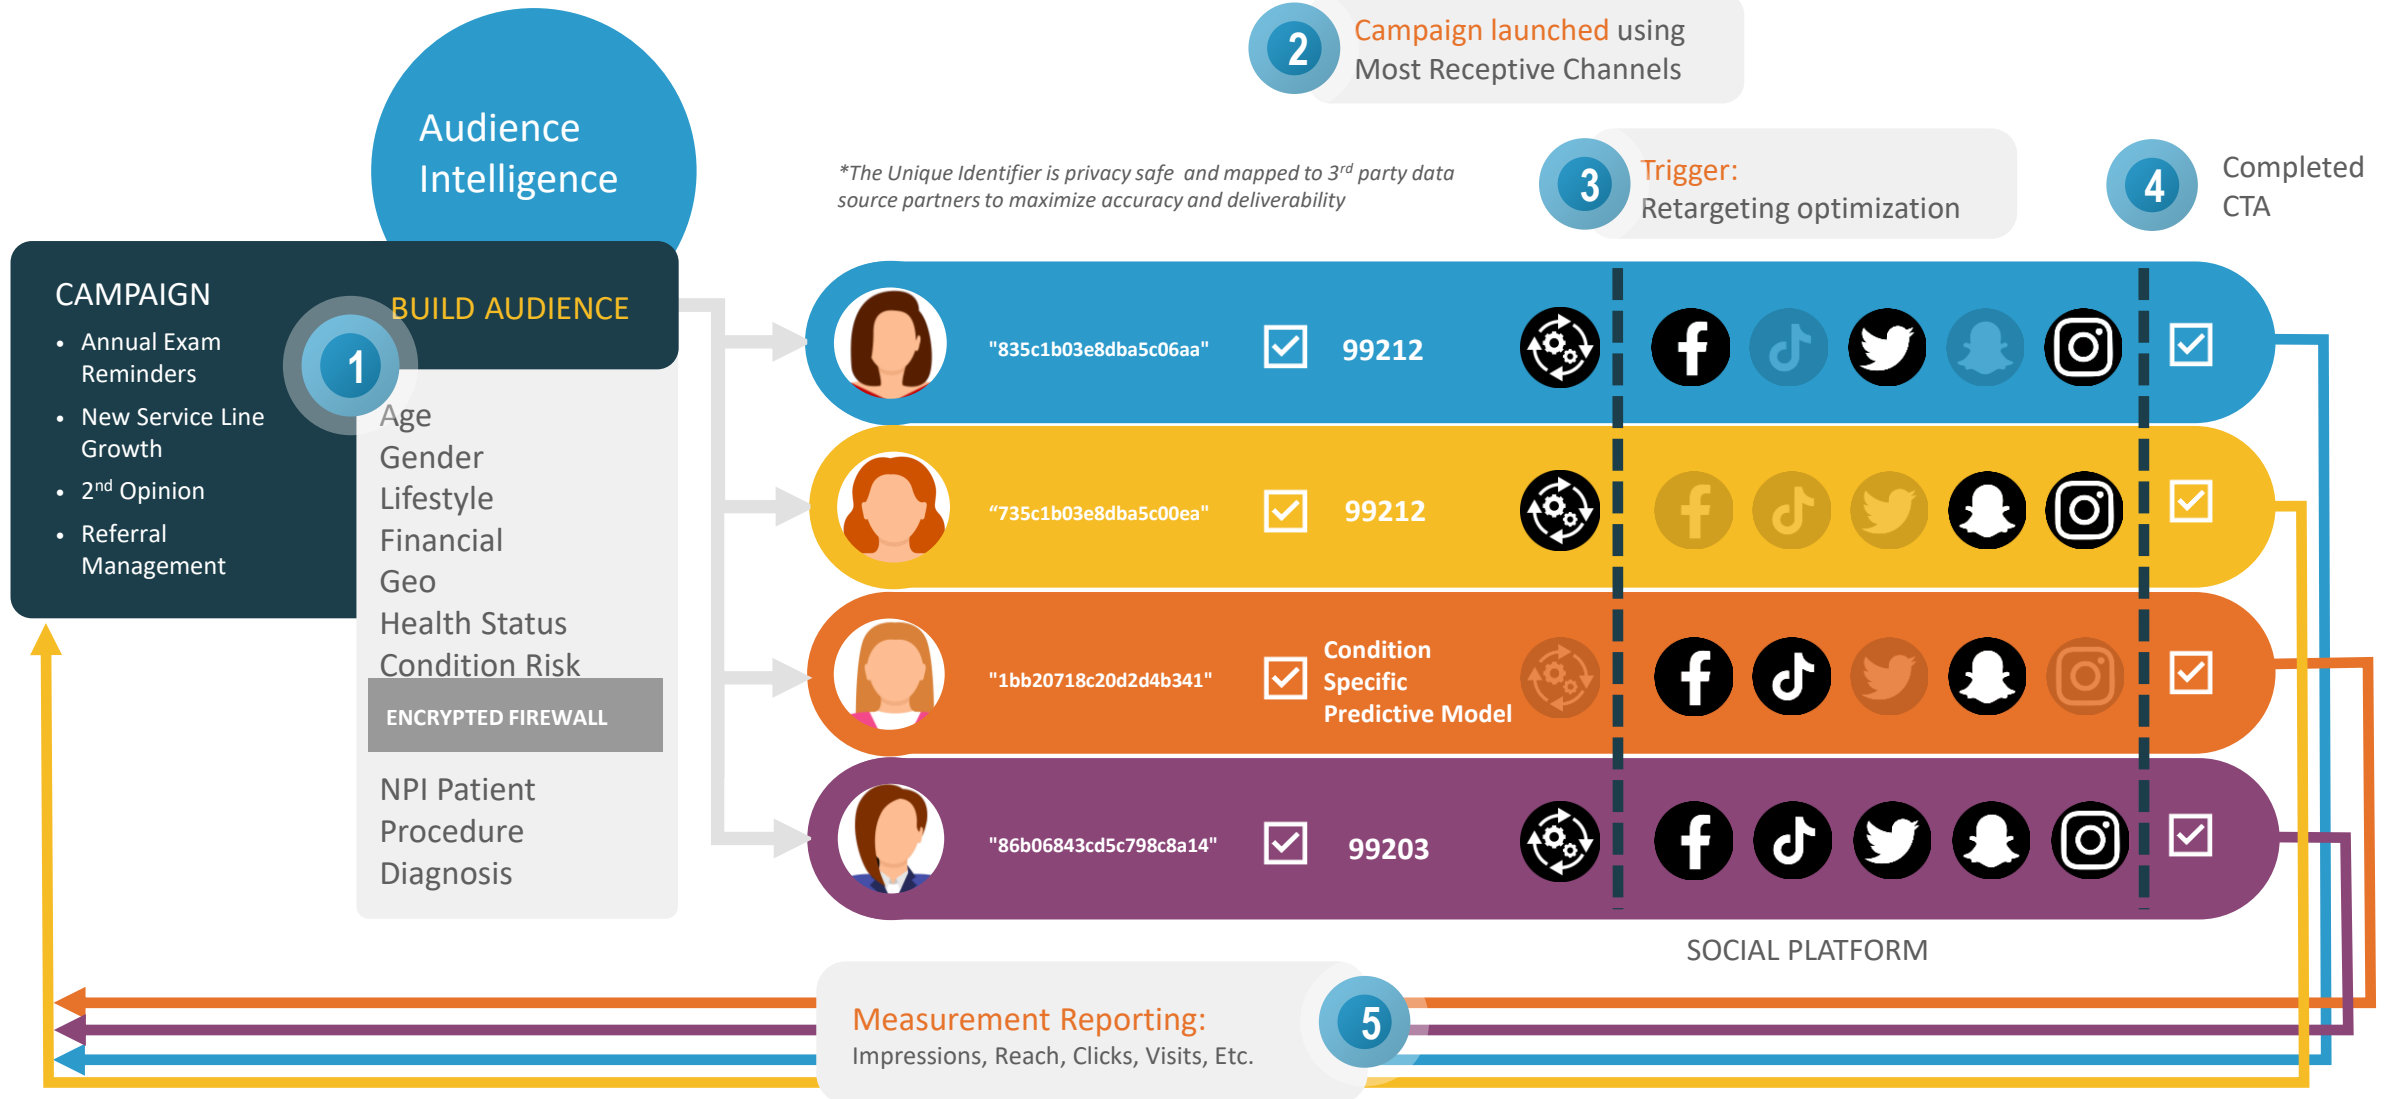 Audience
Intelligence
CAMPAIGN
• Annual Exam
Reminders
• New Service Line
Growth
• 2nd Opinion
• Referral
Management
1
BUILD AUDIENCE
Age
Gender
Lifestyle
Financial
Geo
Health Status
Condition Risk
ENCRYPTED FIREWALL
NPI Patient
Procedure
Diagnosis
2
Campaign launched using
Most Receptive Channels
*The Unique Identifier is privacy safe and mapped to 3rd party data
source partners to maximize accuracy and deliverability
3
Trigger:
Retargeting optimization
4
Completed
CTA
"835c1b03e8dba5c06aa"
99212
“735c1b03e8dba5c00ea"
99212
"1bb20718c20d2d4b341"
Condition
Specific
Predictive Model
"86b06843cd5c798c8a14"
99203
SOCIAL PLATFORM
Measurement Reporting:
Impressions, Reach, Clicks, Visits, Etc.
5